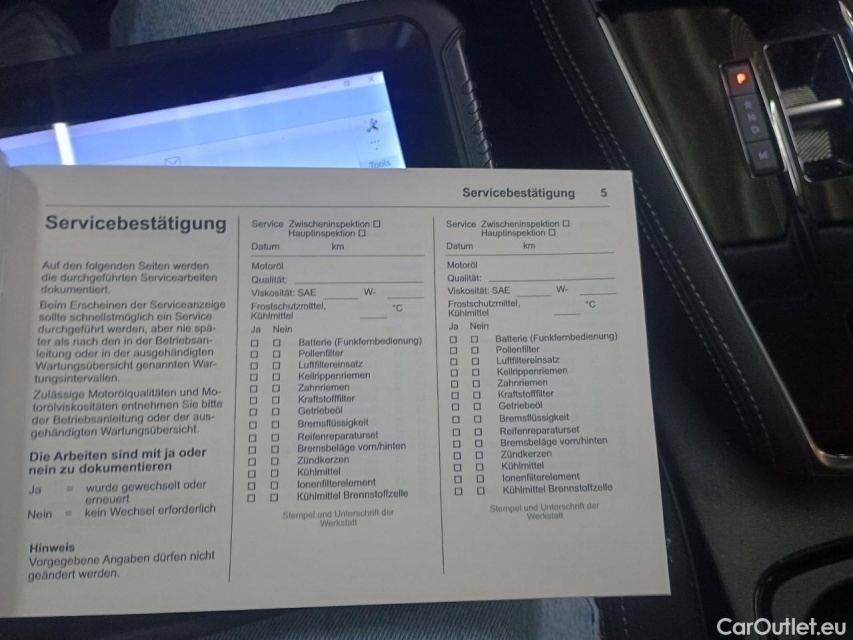 Tools
R
N
D
M
Servicebestätigung 5
Servicebestätigung
Auf den folgenden Seiten werden
die durchgeführten Servicearbeiten
dokumentiert.
Beim Erscheinen der Serviceanzeige
sollte schnellstmöglich ein Service
durchgeführt werden, aber nie spä-
ter als nach den in der Betriebsan-
leitung oder in der ausgehändigten
Wartungsübersicht genannten War-
tungsintervallen.
Zulässige Motorölqualitäten und Mo-
torölviskositäten entnehmen Sie bitte
der Betriebsanleitung oder der aus-
gehändigten Wartungsübersicht.
Die Arbeiten sind mit ja oder
nein zu dokumentieren
Ja = wurde gewechselt oder
erneuert
Nein = kein Wechsel erforderlich
Hinweis
Vorgegebene Angaben dürfen nicht
geändert werden.
Service Zwischeninspektion ☐
Hauptinspektion ☐
Datum km
Motoröl
Qualität:
Viskosität: SAE W-
Frostschutzmittel,
Kühlmittel °C
Ja Nein
☐ ☐ Batterie (Funkfernbedienung)
☐ ☐ Pollenfilter
☐ ☐ Luftfiltereinsatz
☐ ☐ Keilrippenriemen
☐ ☐ Zahnriemen
☐ ☐ Kraftstofffilter
☐ ☐ Getriebeöl
☐ ☐ Bremsflüssigkeit
☐ ☐ Reifenreparaturset
☐ ☐ Bremsbeläge vorn/hinten
☐ ☐ Zündkerzen
☐ ☐ Kühlmittel
☐ ☐ Ionenfilterelement
☐ ☐ Kühlmittel Brennstoffzelle
Stempel und Unterschrift der
Werkstatt
Service Zwischeninspektion ☐
Hauptinspektion ☐
Datum km
Motoröl
Qualität:
Viskosität: SAE W-
Frostschutzmittel,
Kühlmittel °C
Ja Nein
☐ ☐ Batterie (Funkfernbedienung)
☐ ☐ Pollenfilter
☐ ☐ Luftfiltereinsatz
☐ ☐ Keilrippenriemen
☐ ☐ Zahnriemen
☐ ☐ Kraftstofffilter
☐ ☐ Getriebeöl
☐ ☐ Bremsflüssigkeit
☐ ☐ Reifenreparaturset
☐ ☐ Bremsbeläge vorn/hinten
☐ ☐ Zündkerzen
☐ ☐ Kühlmittel
☐ ☐ Ionenfilterelement
☐ ☐ Kühlmittel Brennstoffzelle
Stempel und Unterschrift der
Werkstatt
CarOutlet.eu